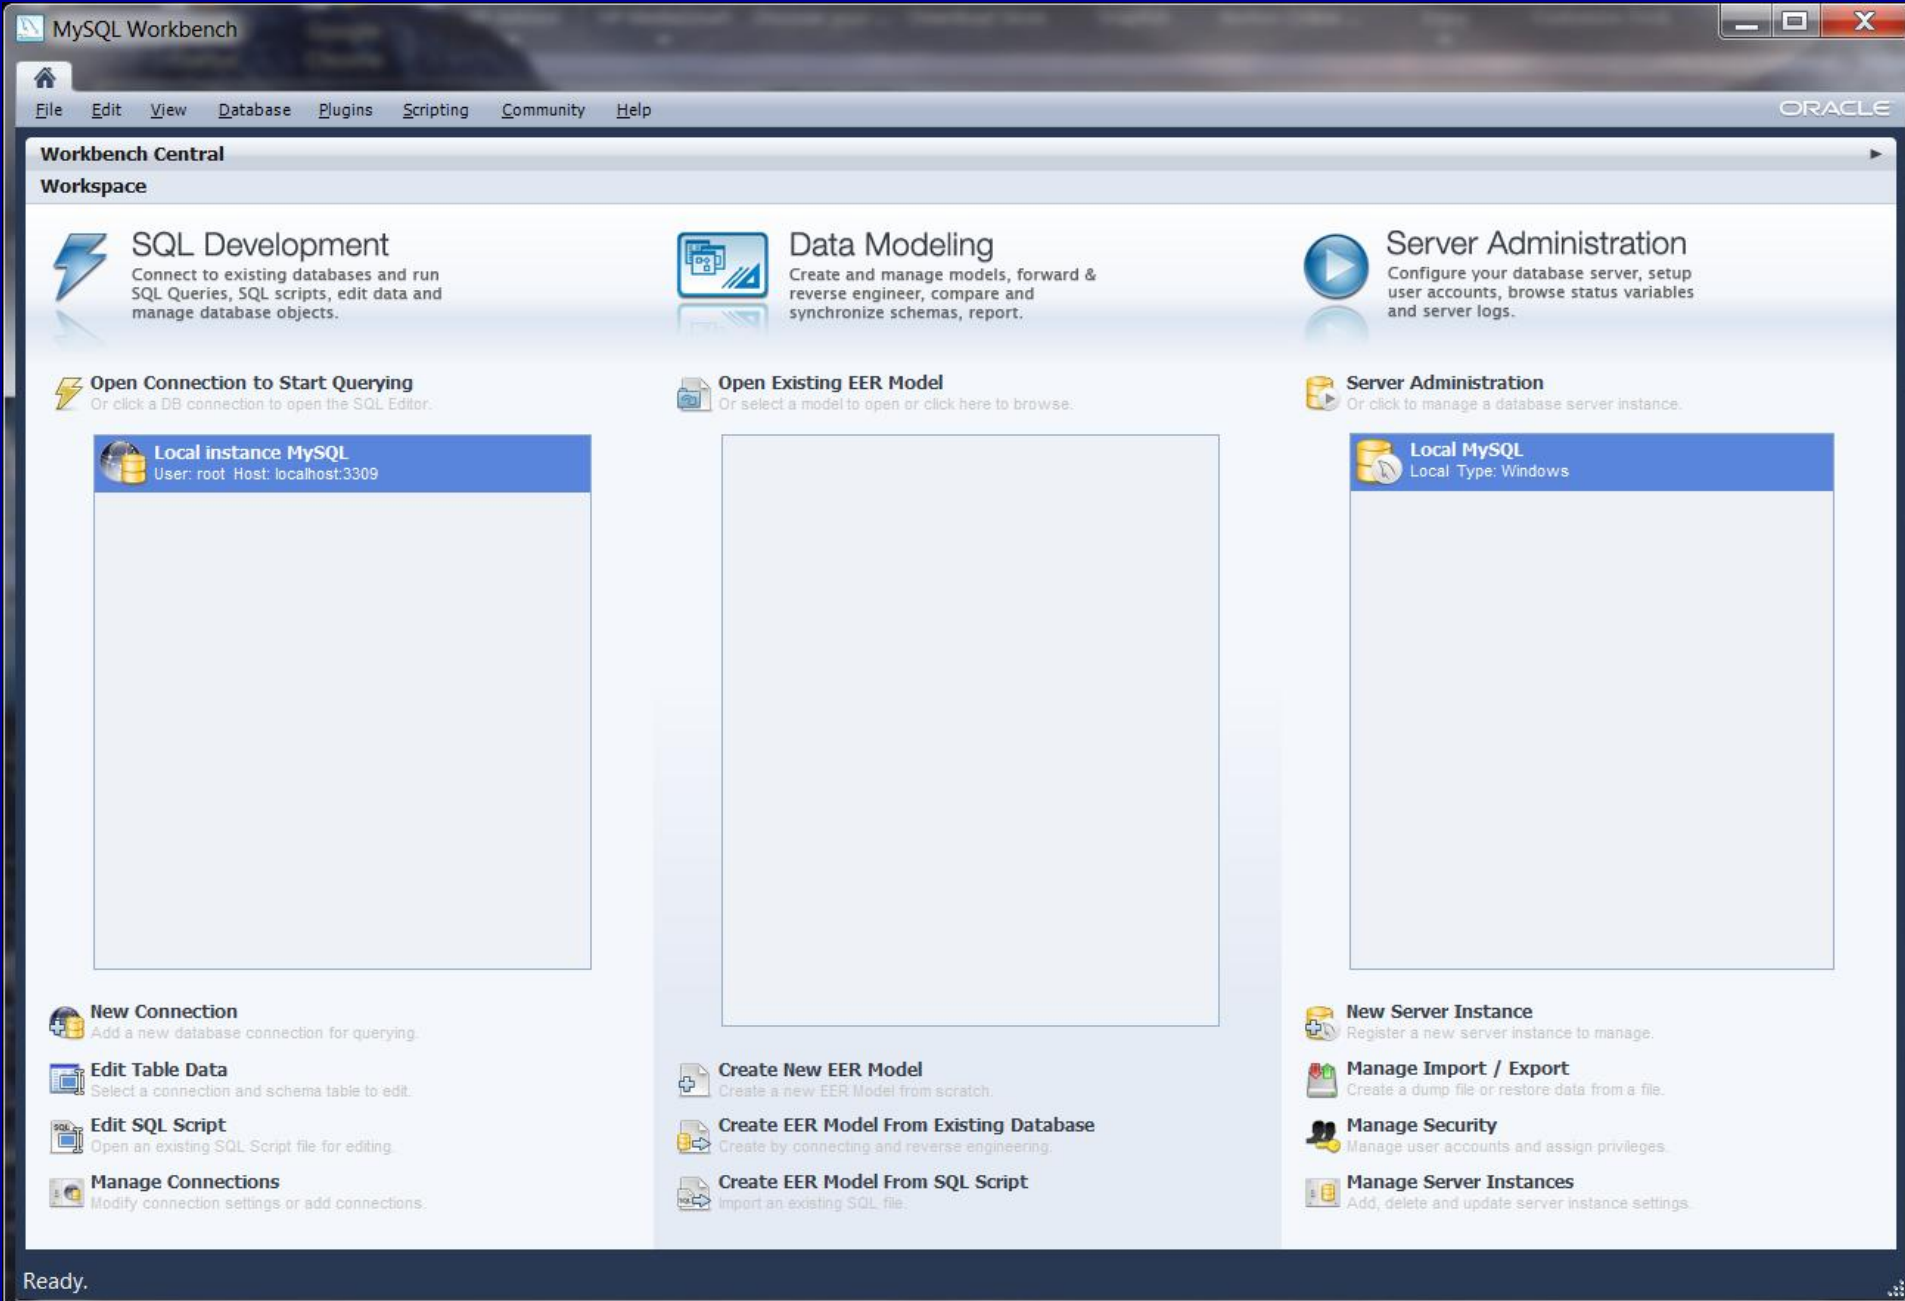 MySQL Workbench
File Edit View Database Plugins Scripting Community Help
ORACLE
Workbench Central
Workspace
SQL Development
Connect to existing databases and run
SQL Queries, SQL scripts, edit data and
manage database objects.
Open Connection to Start Querying
Or click a DB connection to open the SQL Editor.
Local instance MySQL
User: root Host: localhost:3309
New Connection
Add a new database connection for querying.
Edit Table Data
Select a connection and schema table to edit.
Edit SQL Script
Open an existing SQL Script file for editing.
Manage Connections
Modify connection settings or add connections.
Data Modeling
Create and manage models, forward &
reverse engineer, compare and
synchronize schemas, report.
Open Existing EER Model
Or select a model to open or click here to browse.
Create New EER Model
Create a new EER Model from scratch.
Create EER Model From Existing Database
Create by connecting and reverse engineering.
Create EER Model From SQL Script
Import an existing SQL file.
Server Administration
Configure your database server, setup
user accounts, browse status variables
and server logs.
Server Administration
Or click to manage a database server instance.
Local MySQL
Local Type: Windows
New Server Instance
Register a new server instance to manage.
Manage Import / Export
Create a dump file or restore data from a file.
Manage Security
Manage user accounts and assign privileges.
Manage Server Instances
Add, delete and update server instance settings.
Ready.